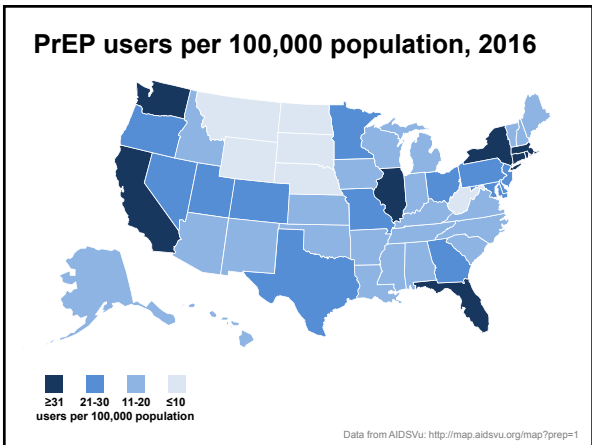 PrEP users per 100,000 population, 2016
≥31 21-30 11-20 ≤10
users per 100,000 population
Data from AIDSVu: http://map.aidsvu.org/map?prep=1